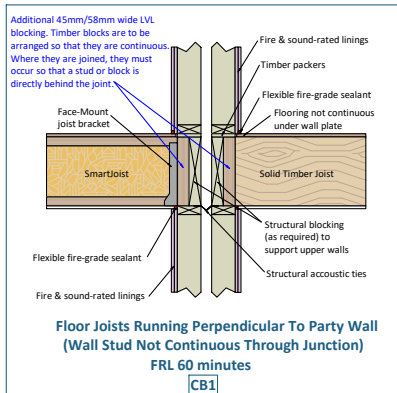 Additional 45mm/58mm wide LVL
blocking. Timber blocks are to be
arranged so that they are continuous.
Where they are joined, they must
occur so that a stud or block is
directly behind the joint.
Fire & sound-rated linings
Timber packers
Flexible fire-grade sealant
Flooring not continuous
under wall plate
Face-Mount
joist bracket
SmartJoist
Solid Timber Joist
Structural blocking
(as required) to
support upper walls
Flexible fire-grade sealant
Structural accoustic ties
Fire & sound-rated linings
Floor Joists Running Perpendicular To Party Wall
(Wall Stud Not Continuous Through Junction)
FRL 60 minutes
CB1